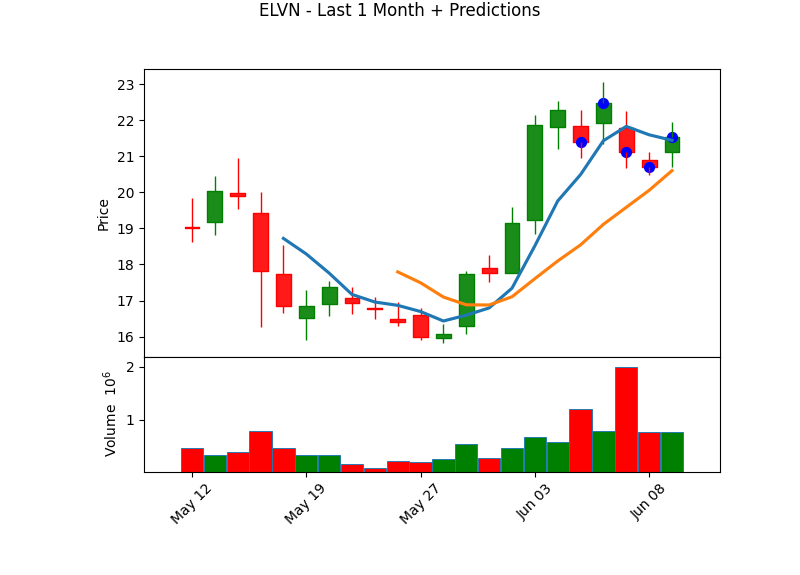 ELVN - Last 1 Month + Predictions
23
22
21
20
19
18
17
16
Price
2
1
Volume 10^6
May 12
May 19
May 27
Jun 03
Jun 08